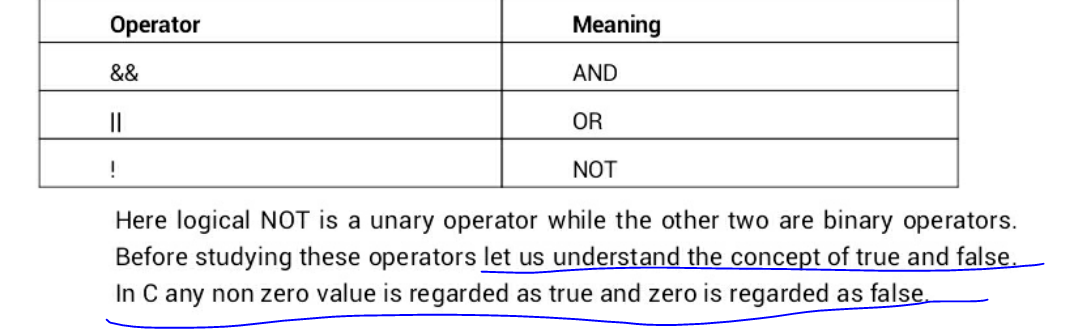 Operator Meaning
&& AND
|| OR
! NOT
Here logical NOT is a unary operator while the other two are binary operators.
Before studying these operators let us understand the concept of true and false.
In C any non zero value is regarded as true and zero is regarded as false.